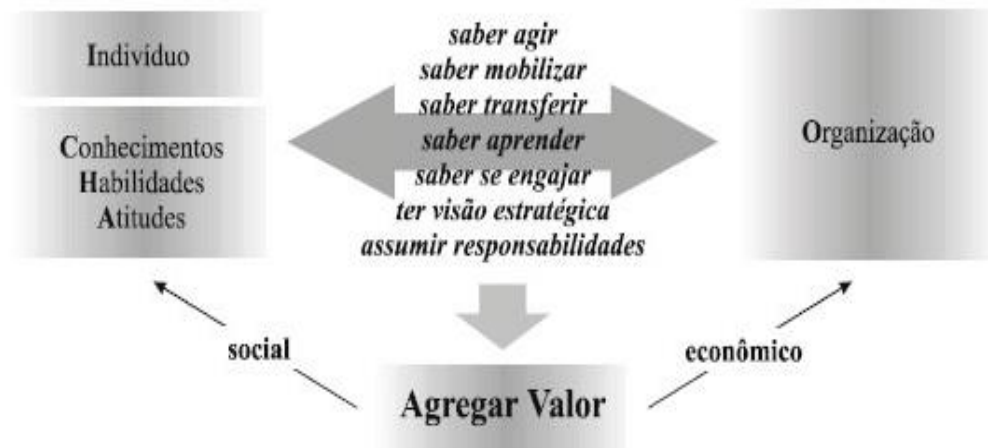 Indivíduo
Conhecimentos
Habilidades
Atitudes
saber agir
saber mobilizar
saber transferir
saber aprender
saber se engajar
ter visão estratégica
assumir responsabilidades
Organização
social
econômico
Agregar Valor